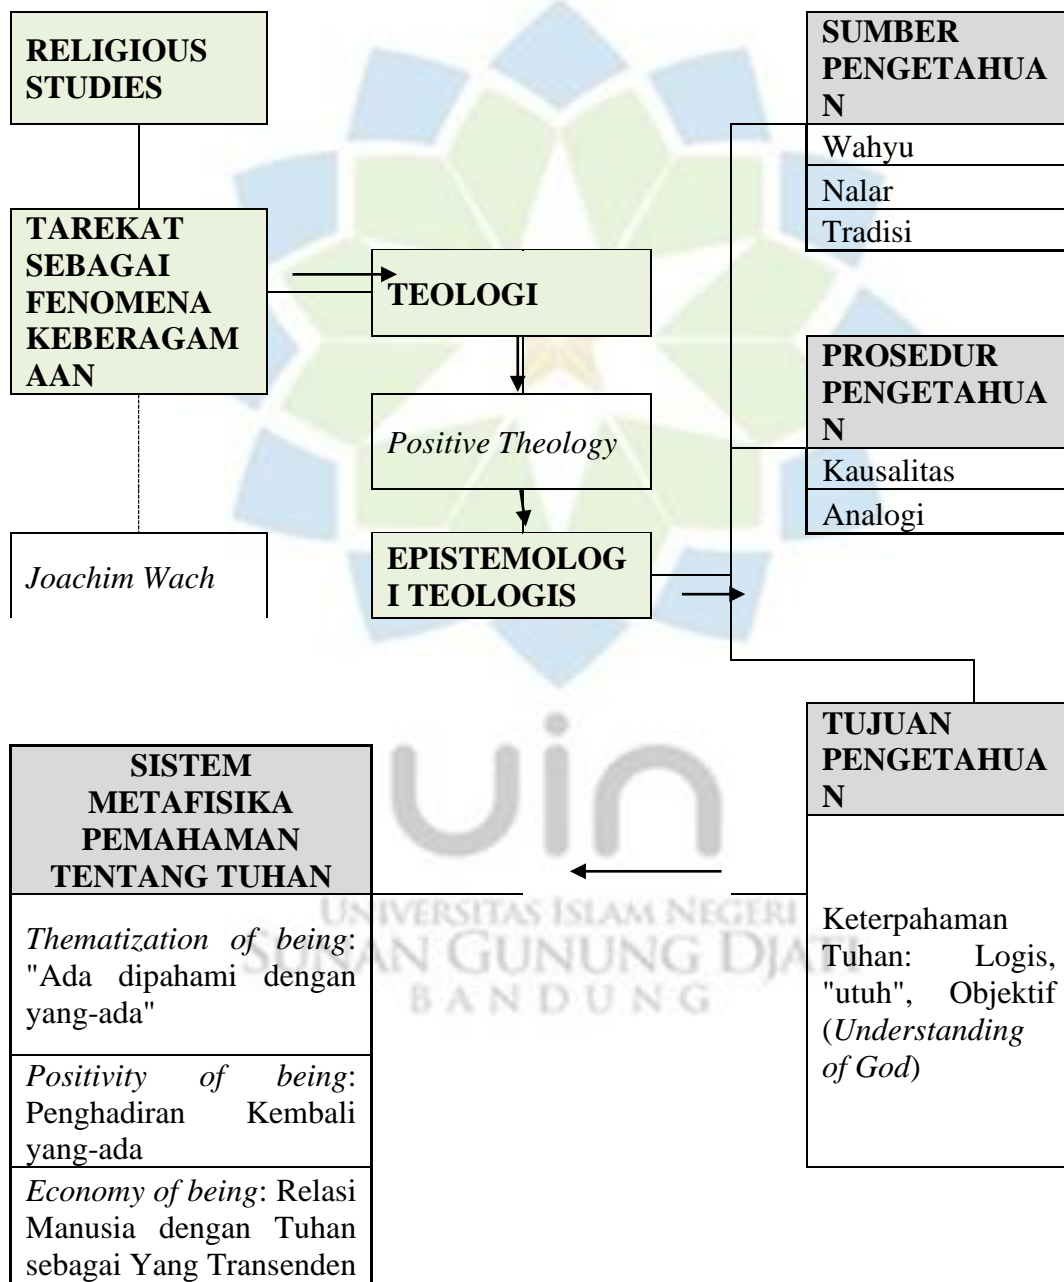 RELIGIOUS
STUDIES
TAREKAT
SEBAGAI
FENOMENA
KEBERAGAM
AAN
Joachim Wach
TEOLOGI
Positive Theology
EPISTEMOLOG
I TEOLOGIS
SUMBER
PENGETAHUA
N
Wahyu
Nalar
Tradisi
PROSEDUR
PENGETAHUA
N
Kausalitas
Analogi
TUJUAN
PENGETAHUA
N
Keterpahaman
Tuhan: Logis,
"utuh", Objektif
(Understanding
of God)
SISTEM
METAFISIKA
PEMAHAMAN
TENTANG TUHAN
Thematization of being:
"Ada dipahami dengan
yang-ada"
Positivity of being:
Penghadiran Kembali
yang-ada
Economy of being: Relasi
Manusia dengan Tuhan
sebagai Yang Transenden
uin
UNIVERSITAS ISLAM NEGERI
SUNAN GUNUNG DJATI
BANDUNG